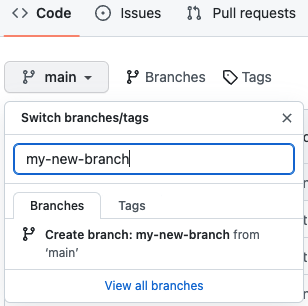 Code Issues Pull requests
main Branches Tags
Switch branches/tags
my-new-branch
Branches Tags
Create branch: my-new-branch from
‘main’
View all branches